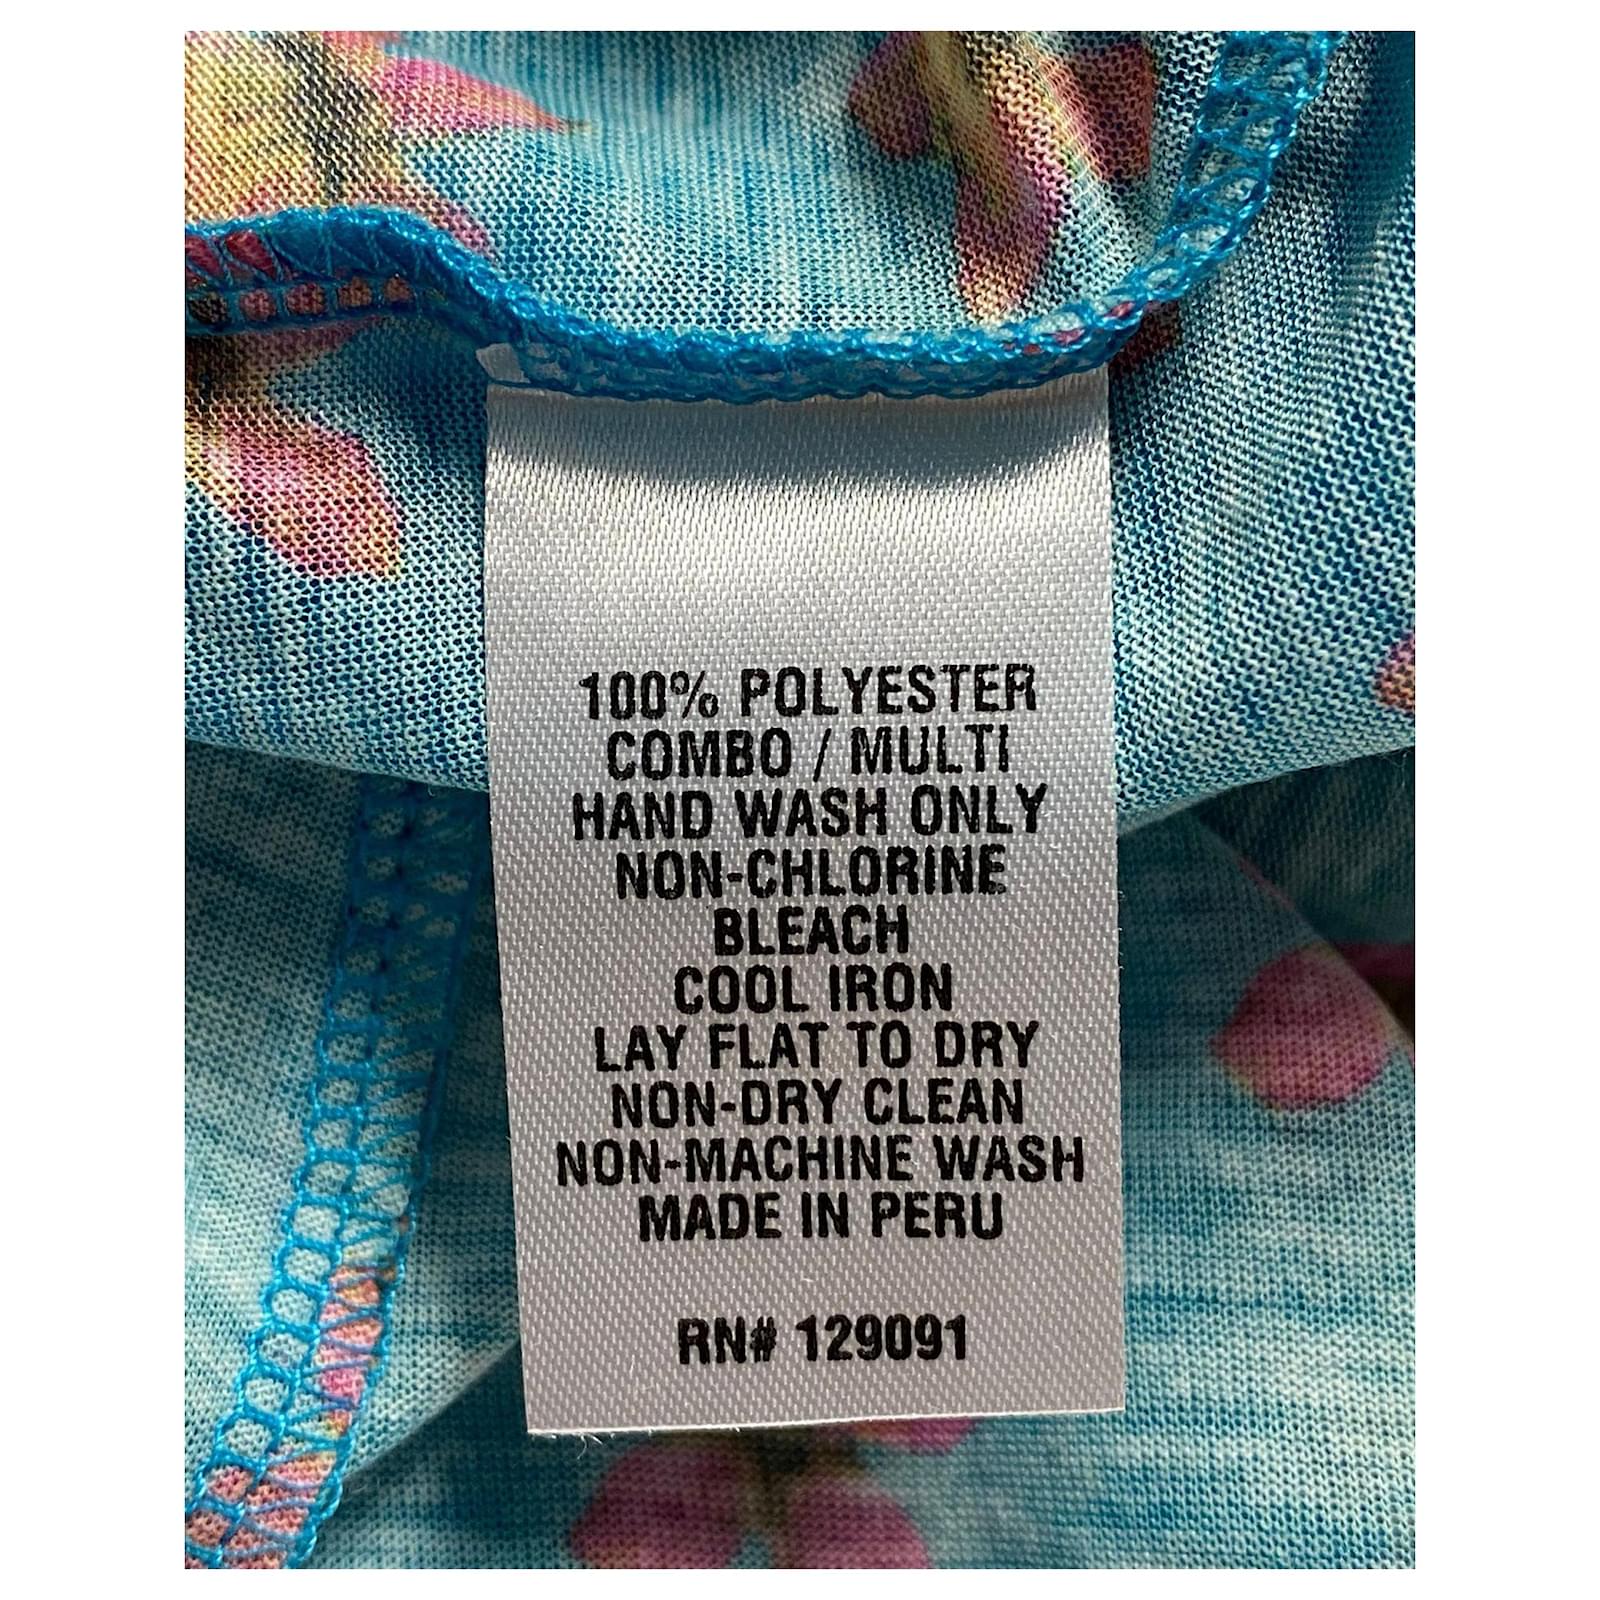 100% POLYESTER
COMBO / MULTI
HAND WASH ONLY
NON-CHLORINE
BLEACH
COOL IRON
LAY FLAT TO DRY
NON-DRY CLEAN
NON-MACHINE WASH
MADE IN PERU
RN# 129091